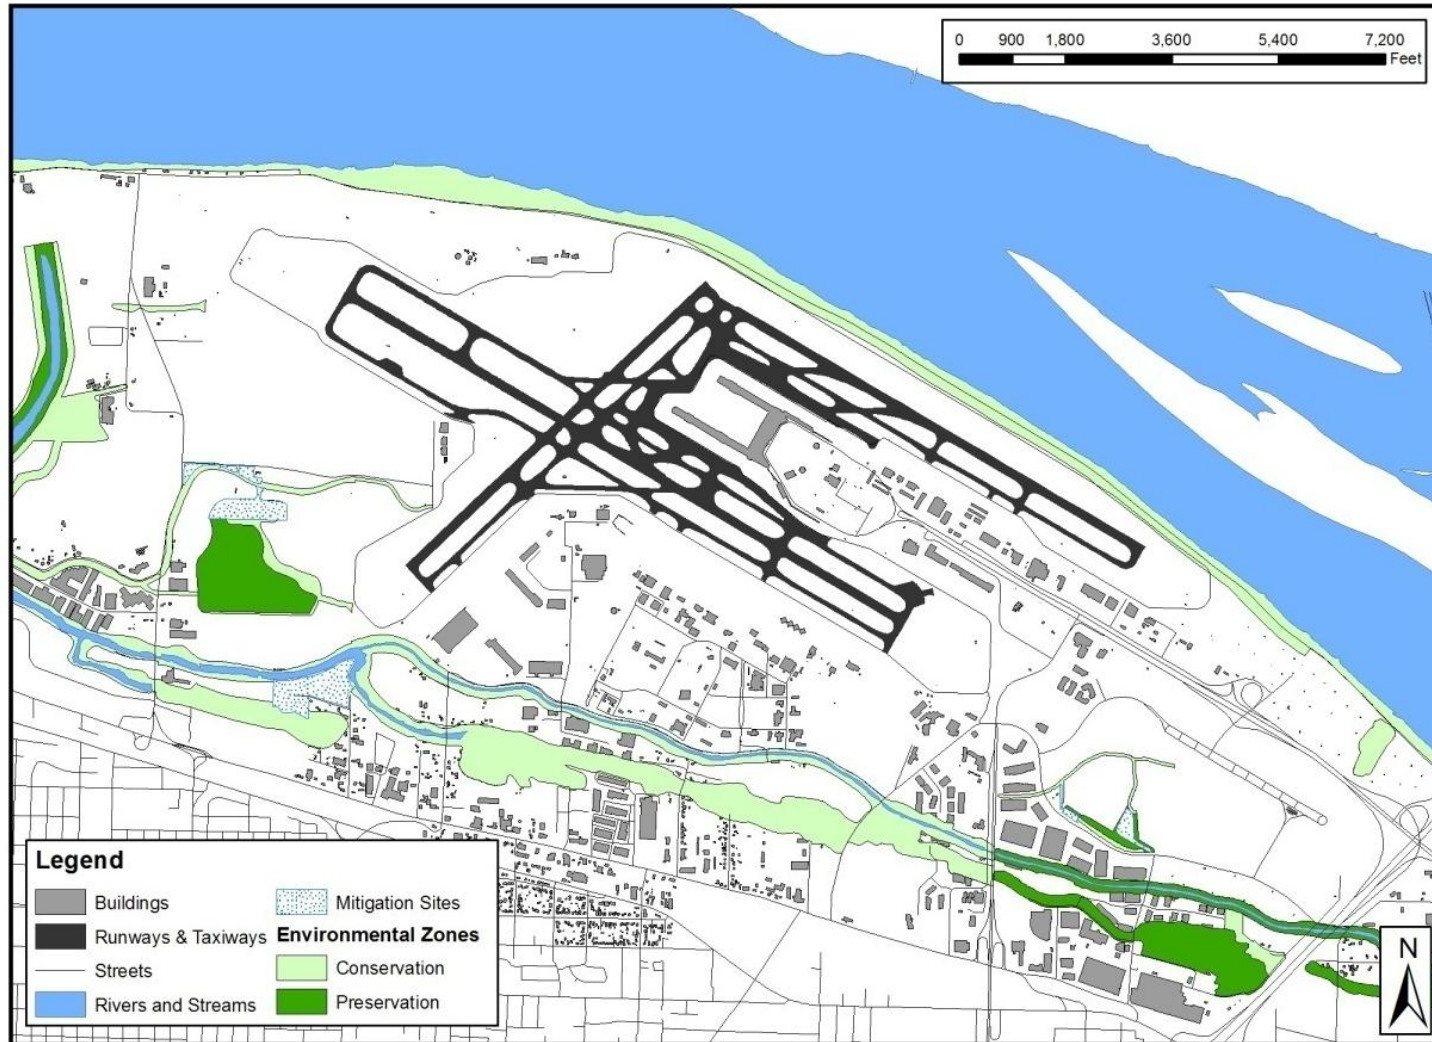 0 900 1,800 3,600 5,400 7,200
Feet
Legend
Buildings
Runways & Taxiways
Streets
Rivers and Streams
Mitigation Sites
Environmental Zones
Conservation
Preservation
N